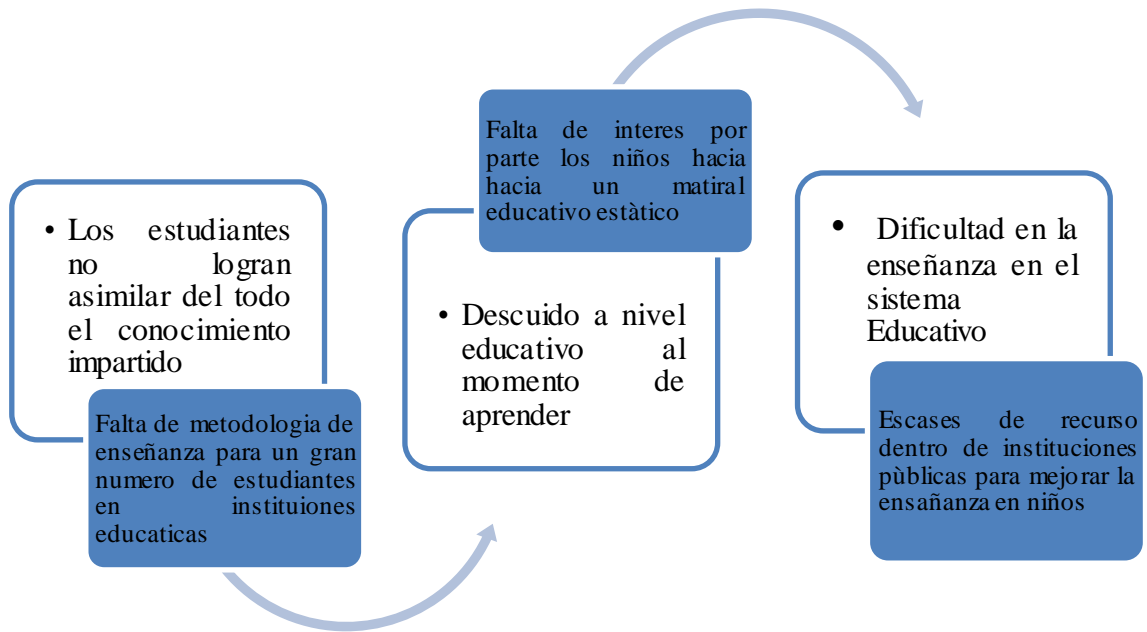 • Los estudiantes
no logran
asimilar del todo
el conocimiento
impartido
Falta de metodologia de
enseñanza para un gran
numero de estudiantes
en instituiones
educaticas
Falta de interes por
parte los niños hacia
hacia un matiral
educativo estàtico
• Descuido a nivel
educativo al
momento de
aprender
• Dificultad en la
enseñanza en el
sistema
Educativo
Escases de recurso
dentro de instituciones
pùblicas para mejorar la
ensañanza en niños